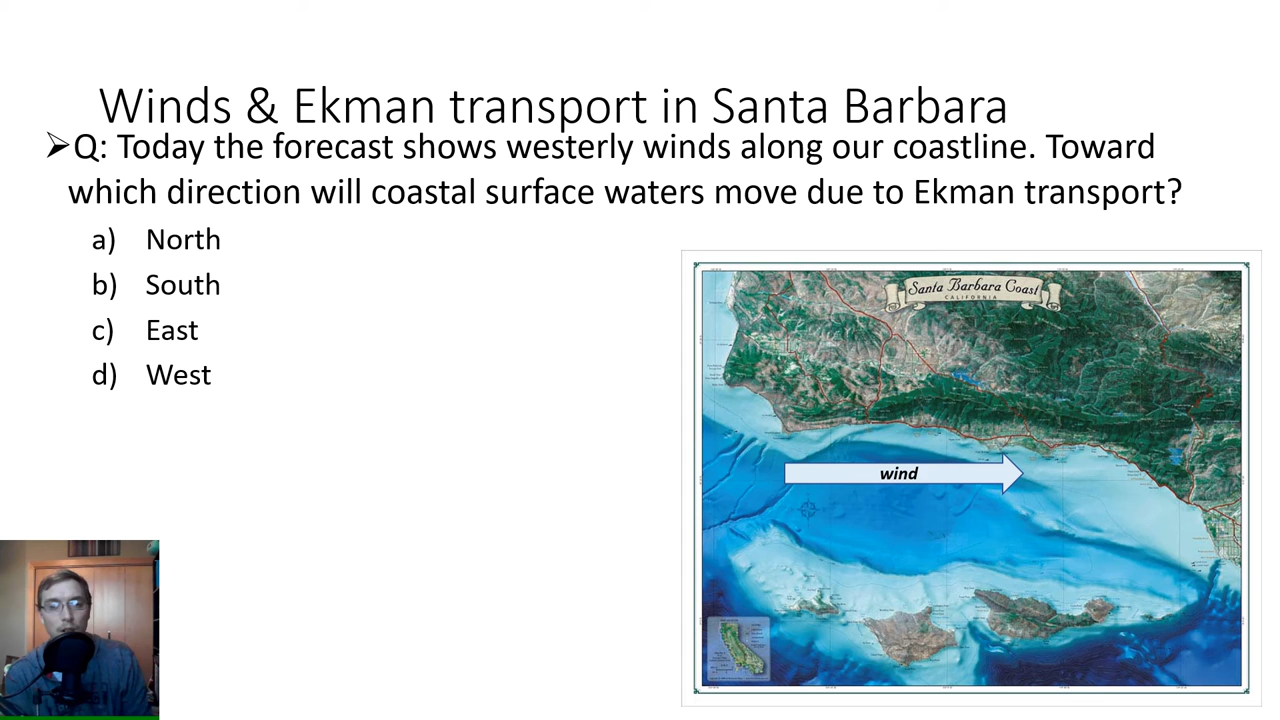 Winds & Ekman transport in Santa Barbara
➢Q: Today the forecast shows westerly winds along our coastline. Toward
which direction will coastal surface waters move due to Ekman transport?
a) North
b) South
c) East
d) West
Santa Barbara Coast
CALIFORNIA
wind